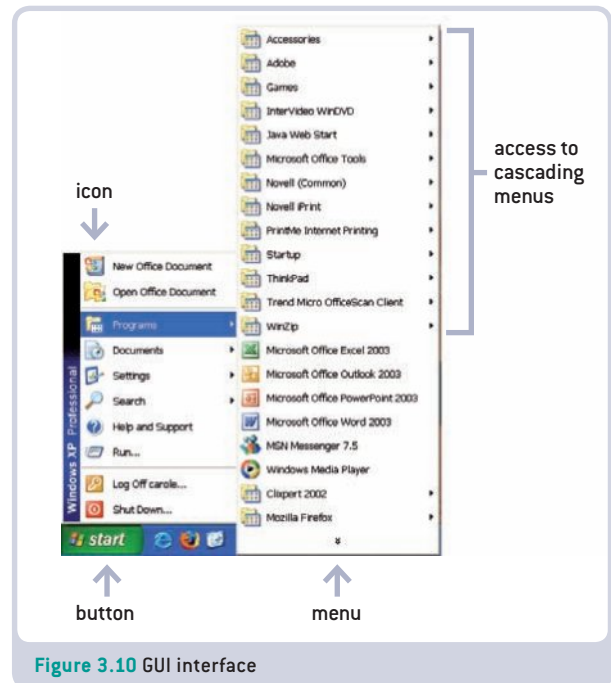 Accessories
Adobe
Games
InterVideo WinDVD
Java Web Start
Microsoft Office Tools
Novell (Common)
Novell iPrint
PrintMe Internet Printing
Startup
ThinkPad
Trend Micro OfficeScan Client
WinZip
Microsoft Office Excel 2003
Microsoft Office Outlook 2003
Microsoft Office PowerPoint 2003
Microsoft Office Word 2003
MSN Messenger 7.5
Windows Media Player
Clixpert 2002
Mozilla Firefox
access to
cascading
menus
icon
New Office Document
Open Office Document
Programs
Documents
Settings
Search
Help and Support
Run...
Log Off carole...
Shut Down...
Windows XP Professional
start
button
menu
Figure 3.10 GUI interface